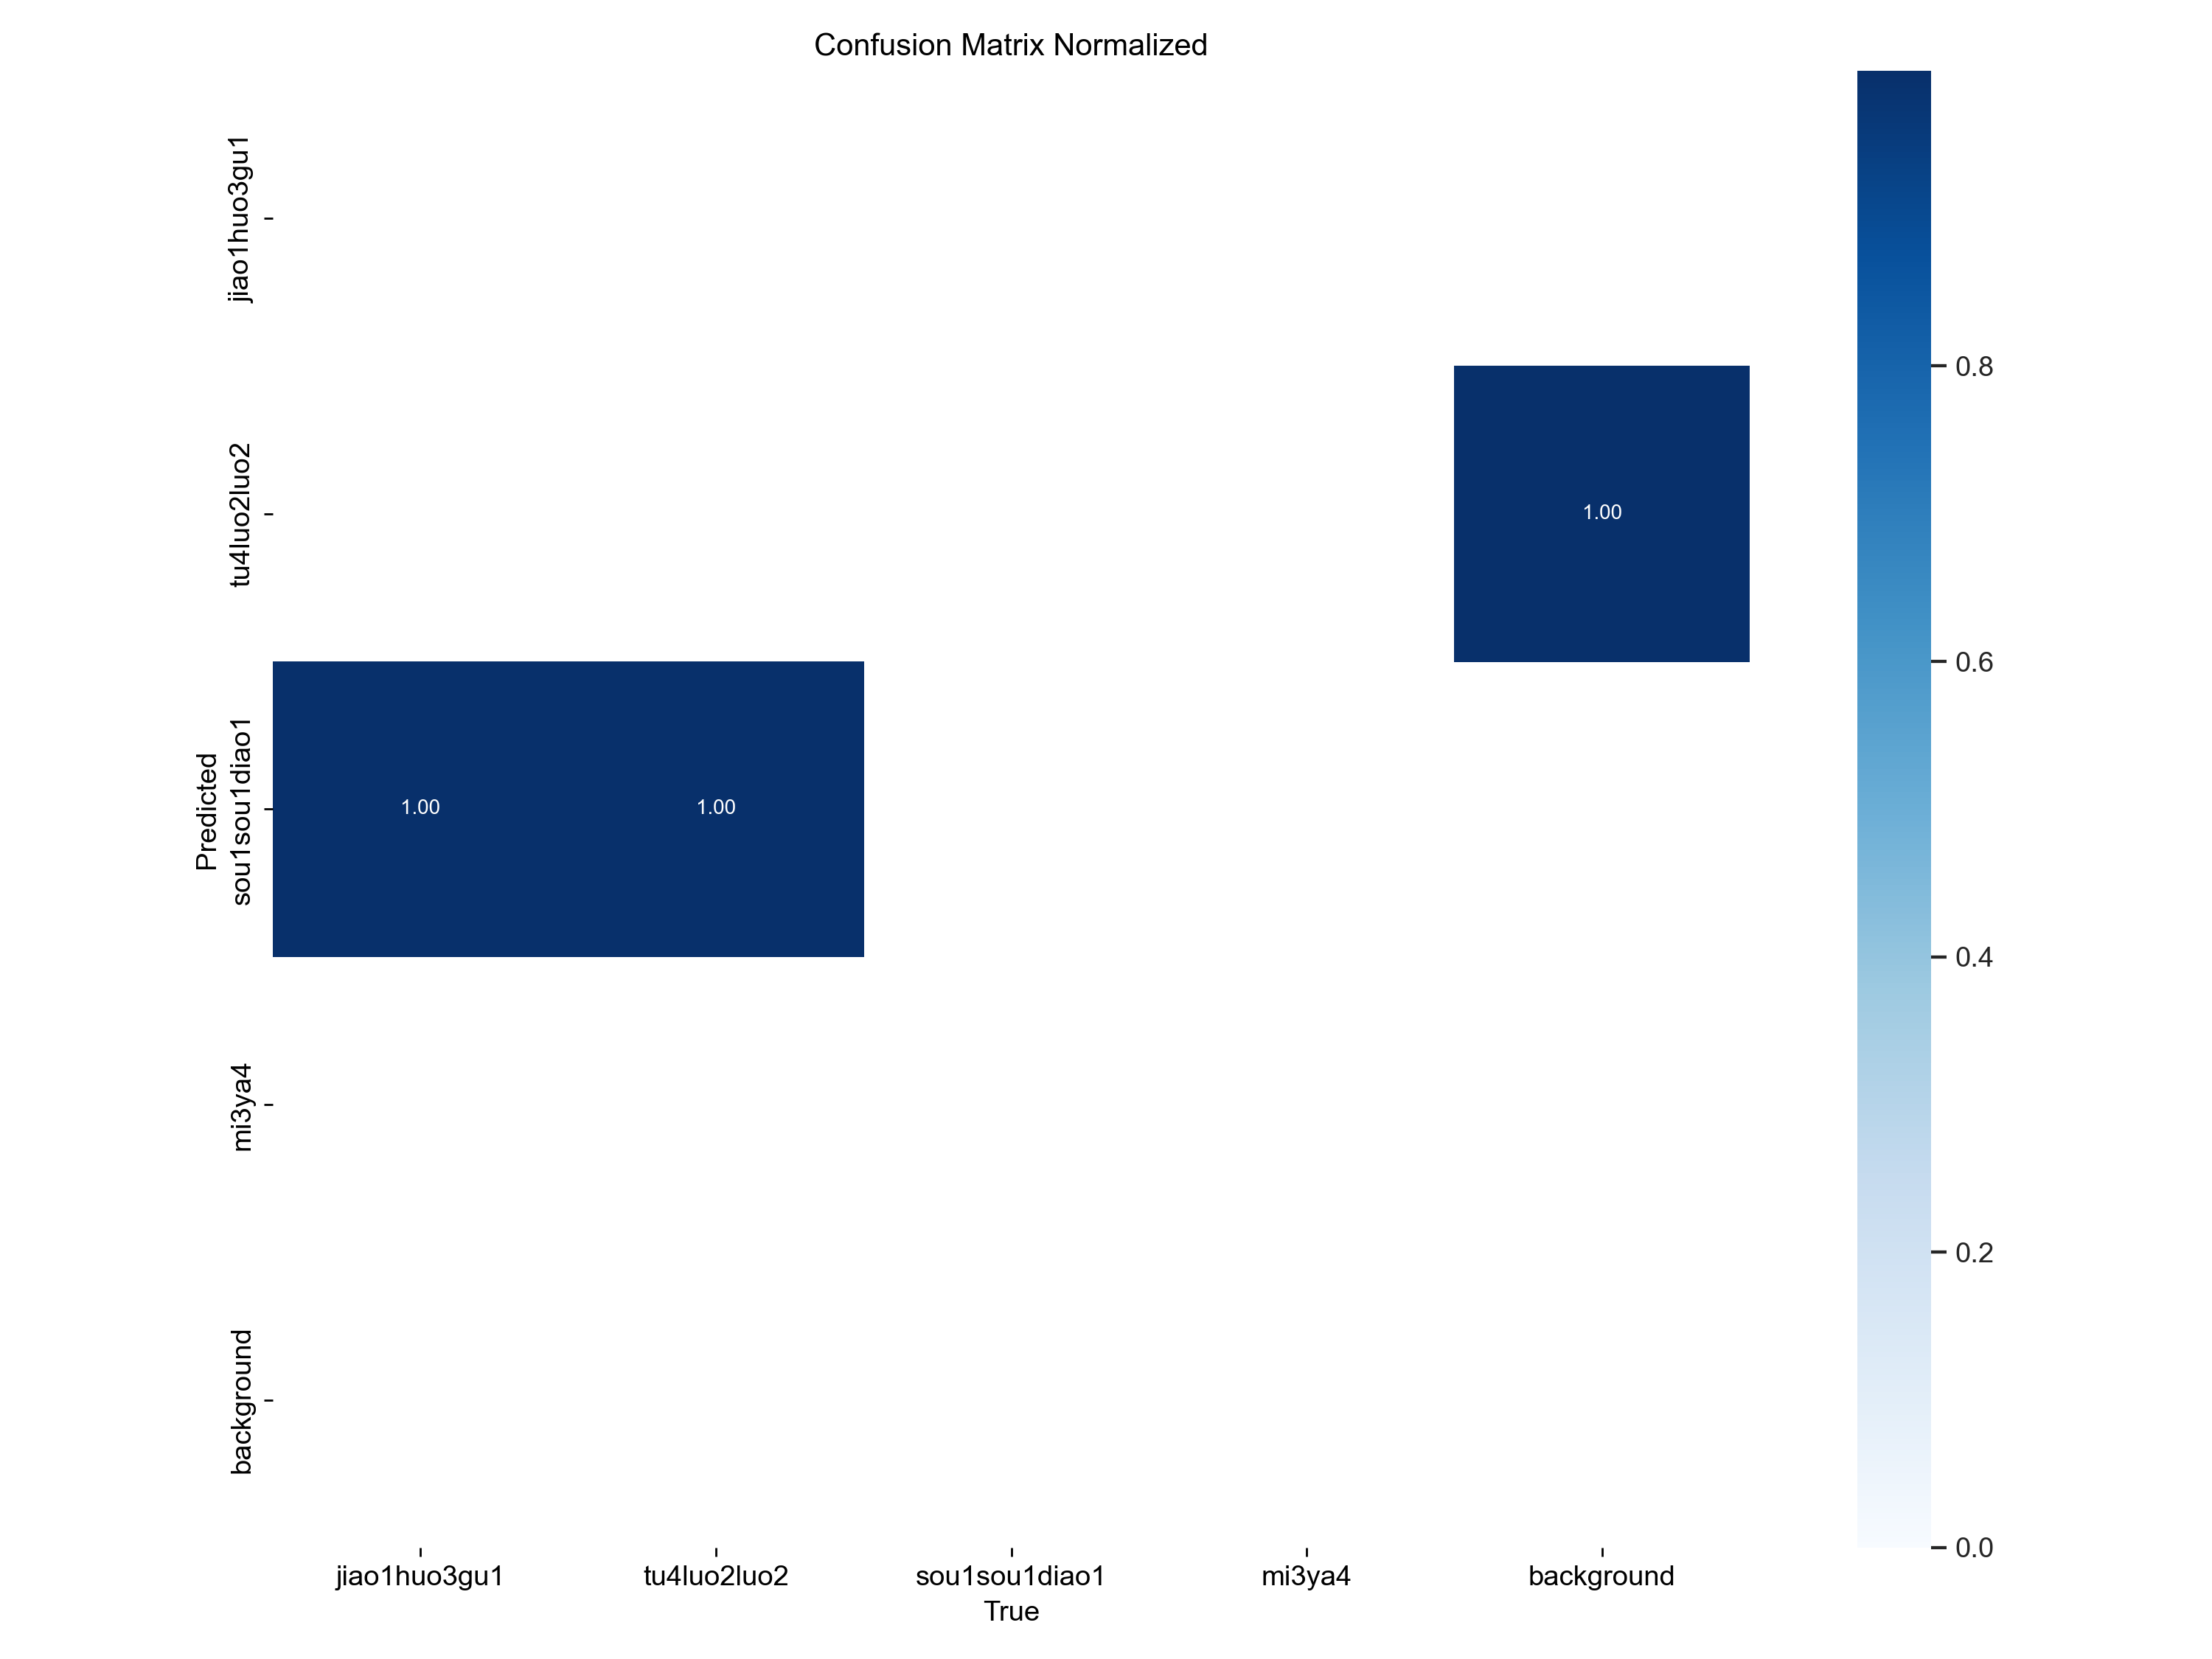 Confusion Matrix Normalized
Predicted
jiao1huo3gu1
tu4luo2luo2
sou1sou1diao1
mi3ya4
background
1.00
1.00 1.00
jiao1huo3gu1 tu4luo2luo2 sou1sou1diao1 mi3ya4 background
True
0.8
0.6
0.4
0.2
0.0